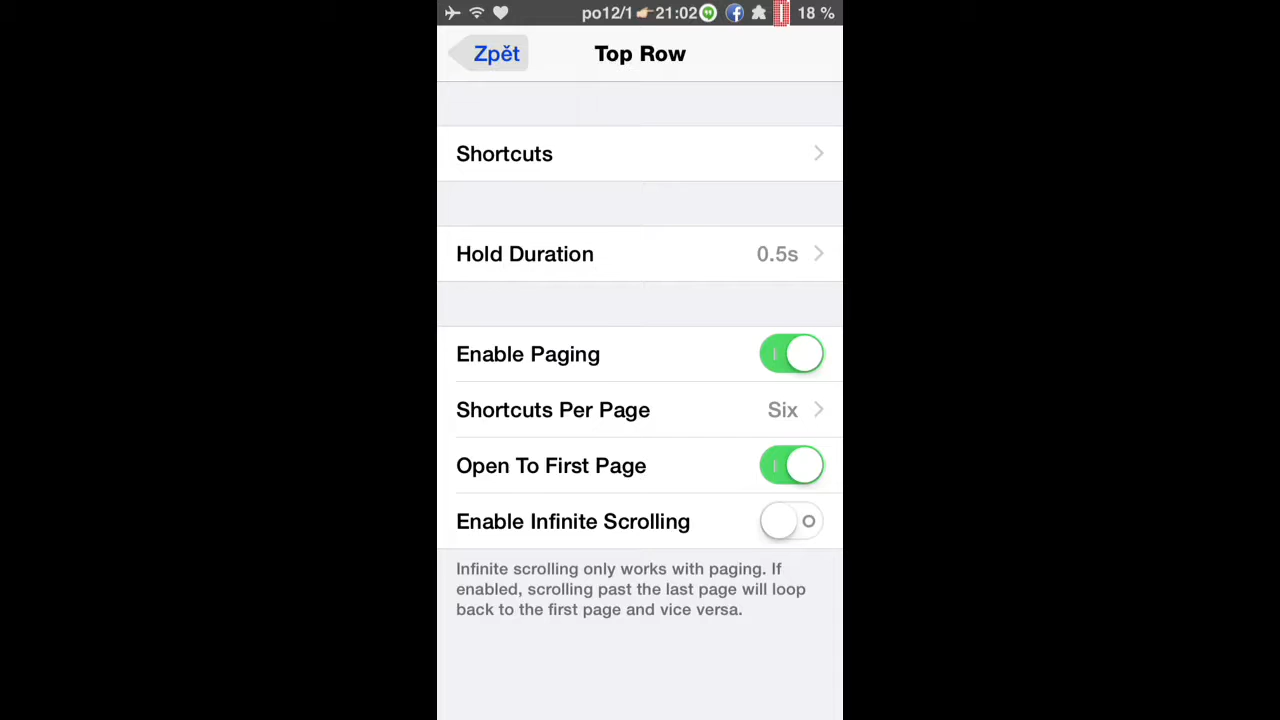 po12/1👉🏼21:02 18 %
Zpět Top Row
Shortcuts
Hold Duration 0.5s
Enable Paging
Shortcuts Per Page Six
Open To First Page
Enable Infinite Scrolling
Infinite scrolling only works with paging. If
enabled, scrolling past the last page will loop
back to the first page and vice versa.